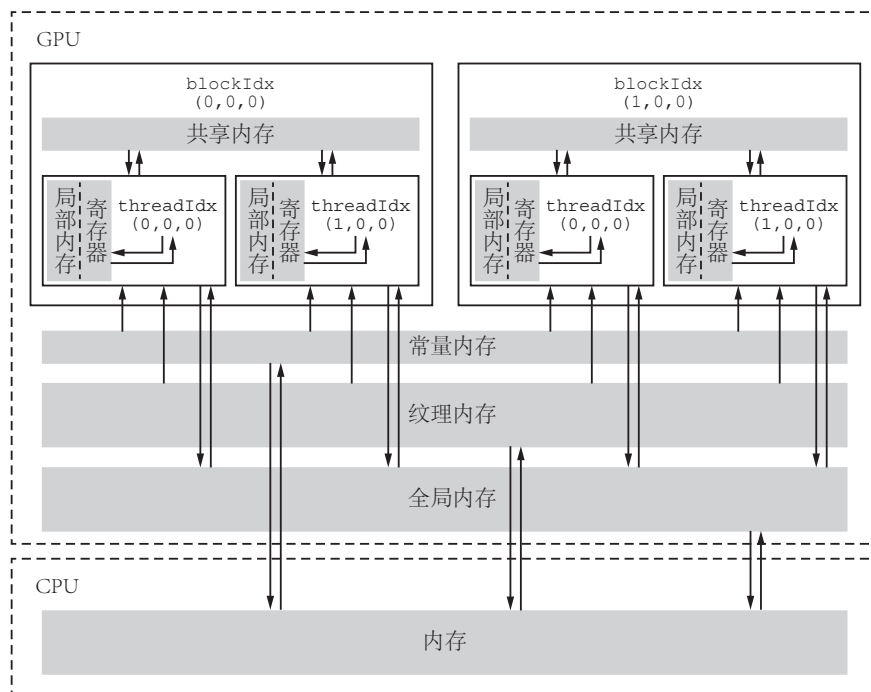 GPU
blockIdx
(0,0,0)
共享内存
局部内存
寄存器
threadIdx
(0,0,0)
局部内存
寄存器
threadIdx
(1,0,0)
blockIdx
(1,0,0)
共享内存
局部内存
寄存器
threadIdx
(0,0,0)
局部内存
寄存器
threadIdx
(1,0,0)
常量内存
纹理内存
全局内存
CPU
内存